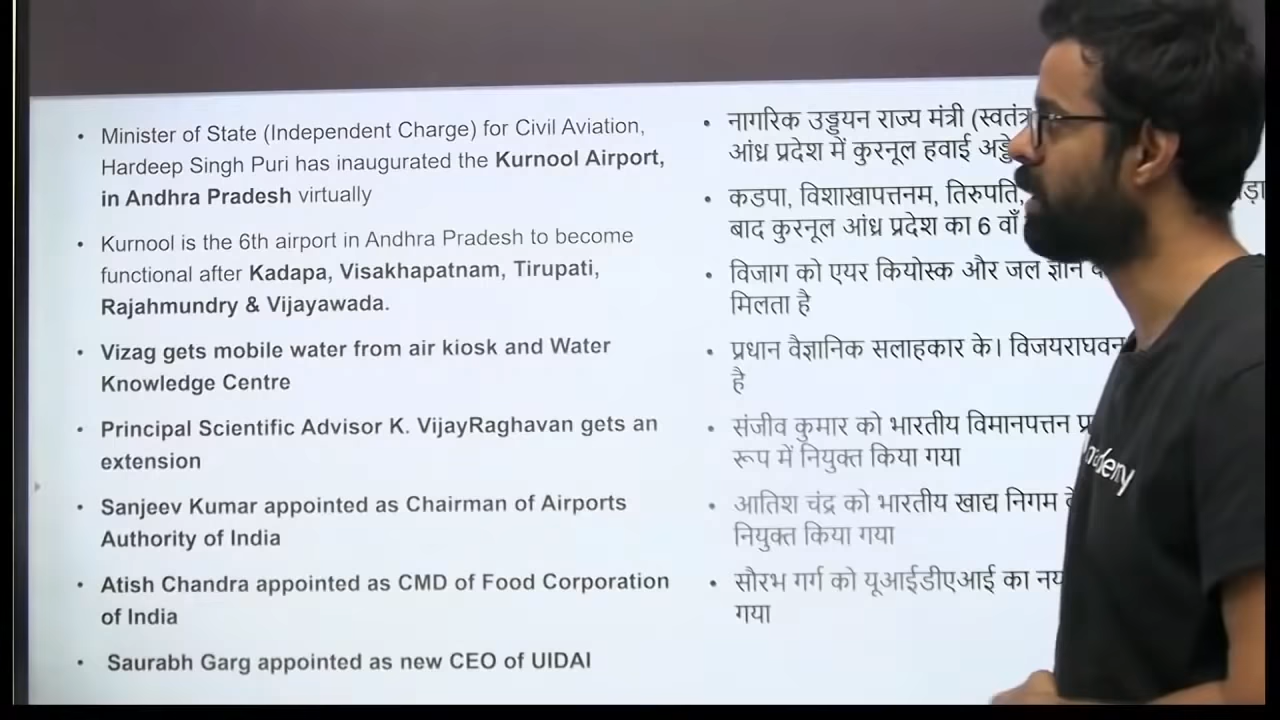 Minister of State (Independent Charge) for Civil Aviation,
Hardeep Singh Puri has inaugurated the Kurnool Airport,
in Andhra Pradesh virtually
Kurnool is the 6th airport in Andhra Pradesh to become
functional after Kadapa, Visakhapatnam, Tirupati,
Rajahmundry & Vijayawada.
Vizag gets mobile water from air kiosk and Water
Knowledge Centre
Principal Scientific Advisor K. VijayRaghavan gets an
extension
Sanjeev Kumar appointed as Chairman of Airports
Authority of India
Atish Chandra appointed as CMD of Food Corporation
of India
Saurabh Garg appointed as new CEO of UIDAI
नागरिक उड्डयन राज्य मंत्री
आंध्र प्रदेश में कुरनूल हवाई
कडपा, विशाखापत्तनम, तिरुपति,
बाद कुरनूल आंध्र प्रदेश का 6 वाँ
विजाग को एयर कियोस्क और जल ज्ञान
मिलता है
प्रधान वैज्ञानिक सलाहकार के। विजयराघवन
है
संजीव कुमार को भारतीय विमानपत्तन
रूप में नियुक्त किया गया
आतिश चंद्र को भारतीय खाद्य निगम
नियुक्त किया गया
सौरभ गर्ग को यूआईडीएआई का
गया